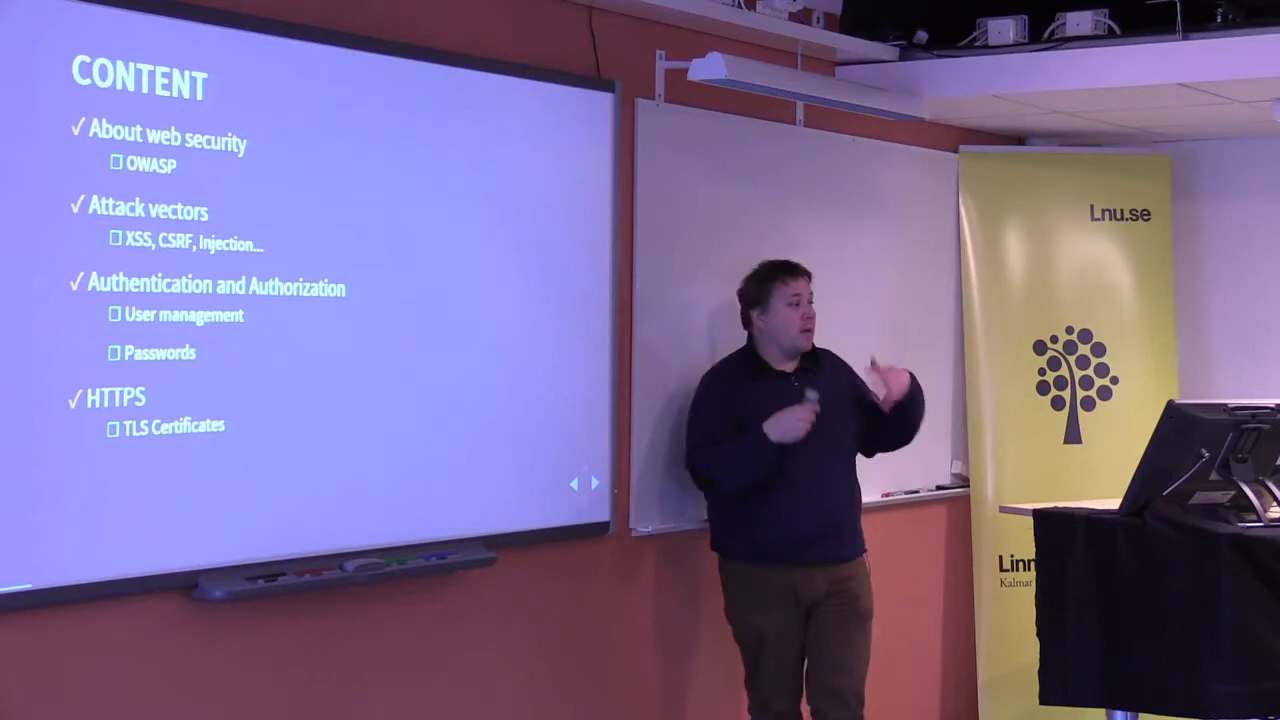 CONTENT
✓ About web security
☐ OWASP
✓ Attack vectors
☐ XSS, CSRF, Injection...
✓ Authentication and Authorization
☐ User management
☐ Passwords
✓ HTTPS
☐ TLS Certificates
Lnu.se
Kalmar